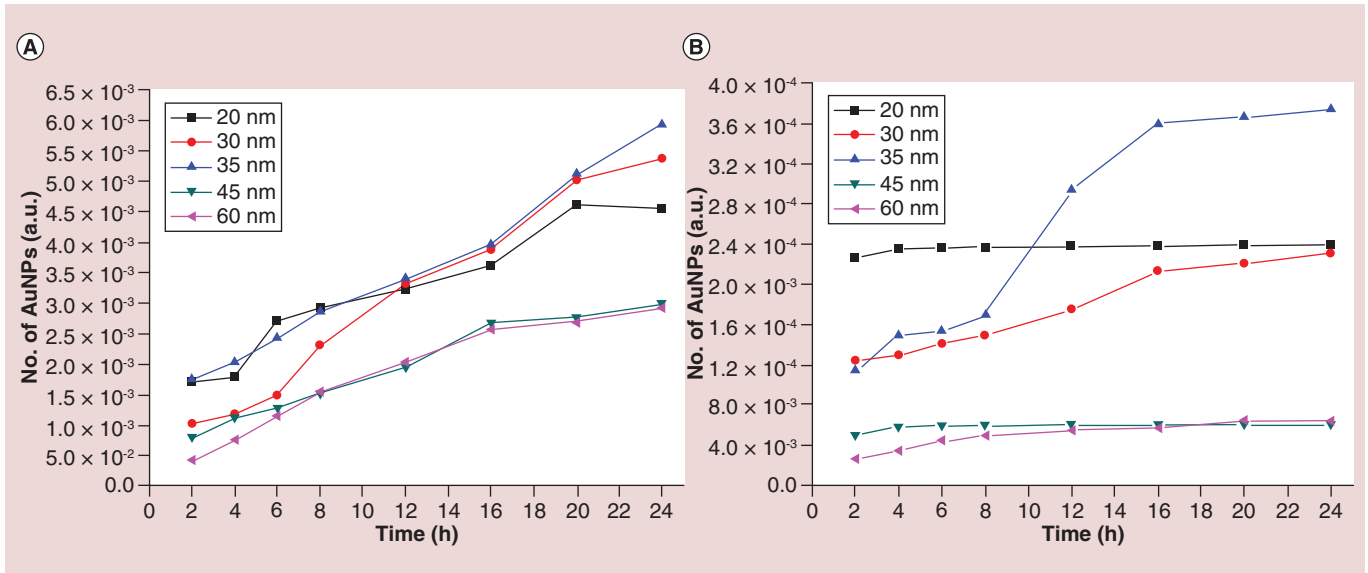 A
No. of AuNPs (a.u.)
6.5 × 10⁻³
6.0 × 10⁻³
5.5 × 10⁻³
5.0 × 10⁻³
4.5 × 10⁻³
4.0 × 10⁻³
3.5 × 10⁻³
3.0 × 10⁻³
2.5 × 10⁻³
2.0 × 10⁻³
1.5 × 10⁻³
1.0 × 10⁻³
5.0 × 10⁻²
0.0
20 nm
30 nm
35 nm
45 nm
60 nm
0 2 4 6 8 10 12 14 16 18 20 22 24
Time (h)
B
No. of AuNPs (a.u.)
4.0 × 10⁻⁴
3.6 × 10⁻⁴
3.2 × 10⁻⁴
2.8 × 10⁻⁴
2.4 × 10⁻⁴
2.0 × 10⁻³
1.6 × 10⁻⁴
1.2 × 10⁻⁴
8.0 × 10⁻³
4.0 × 10⁻³
0.0
20 nm
30 nm
35 nm
45 nm
60 nm
0 2 4 6 8 10 12 14 16 18 20 22 24
Time (h)